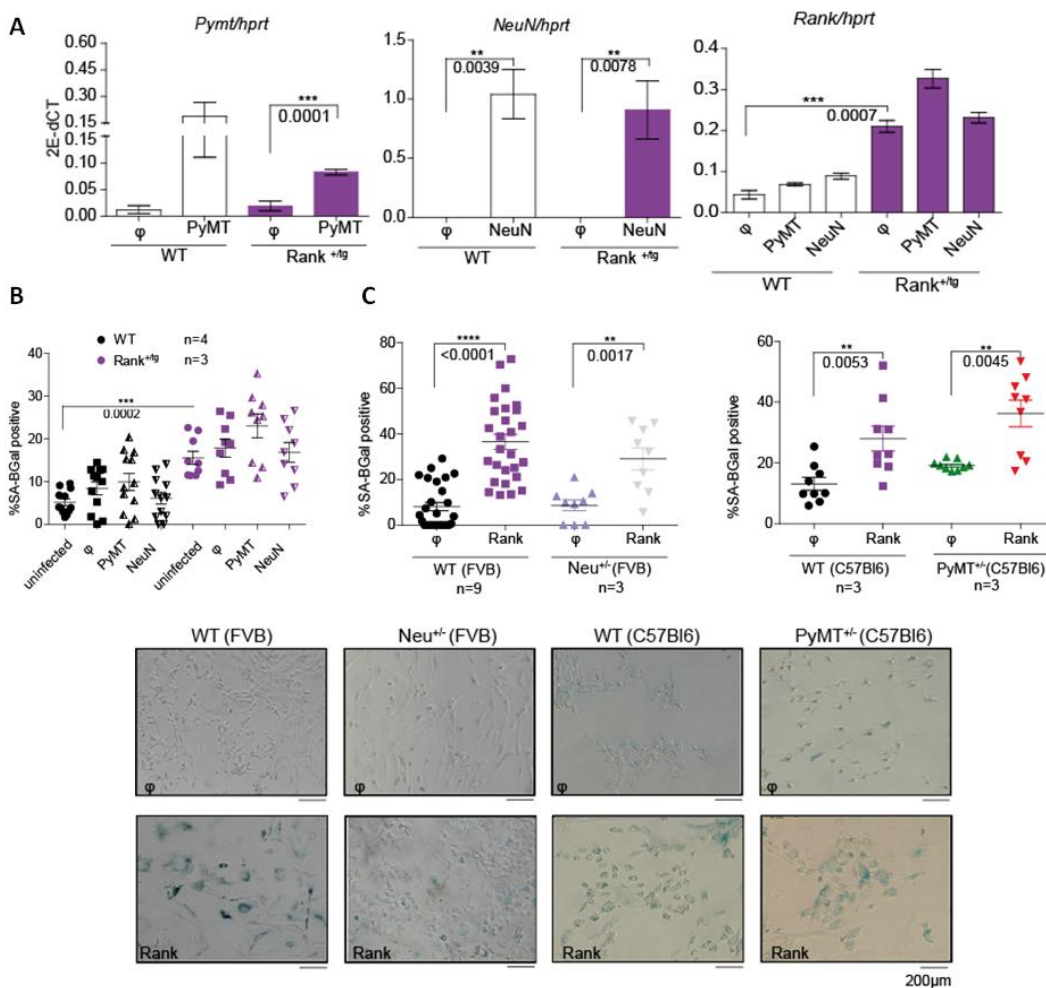 A
Pymt/hprt
NeuN/hprt
Rank/hprt
2E-dCT
0.60
0.45
0.30
0.15
0.10
0.05
0.00
***
0.0001
φ
PyMT
φ
PyMT
WT
Rank +/tg
1.5
1.0
0.5
0.0
**
0.0039
**
0.0078
φ
NeuN
φ
NeuN
WT
Rank +/tg
0.4
0.3
0.2
0.1
0.0
***
0.0007
φ
PyMT
NeuN
φ
PyMT
NeuN
WT
Rank+/tg
B
WT n=4
Rank+/tg n=3
%SA-BGal positive
40
30
20
10
0
***
0.0002
uninfected
φ
PyMT
NeuN
uninfected
φ
PyMT
NeuN
C
%SA-BGal positive
80
60
40
20
0
****
<0.0001
**
0.0017
φ
Rank
φ
Rank
WT (FVB)
n=9
Neu+/- (FVB)
n=3
%SA-BGal positive
60
40
20
0
**
0.0053
**
0.0045
φ
Rank
φ
Rank
WT (C57Bl6)
n=3
PyMT+/- (C57Bl6)
n=3
WT (FVB)
Neu+/- (FVB)
WT (C57Bl6)
PyMT+/- (C57Bl6)
φ
φ
φ
φ
Rank
Rank
Rank
Rank
200µm